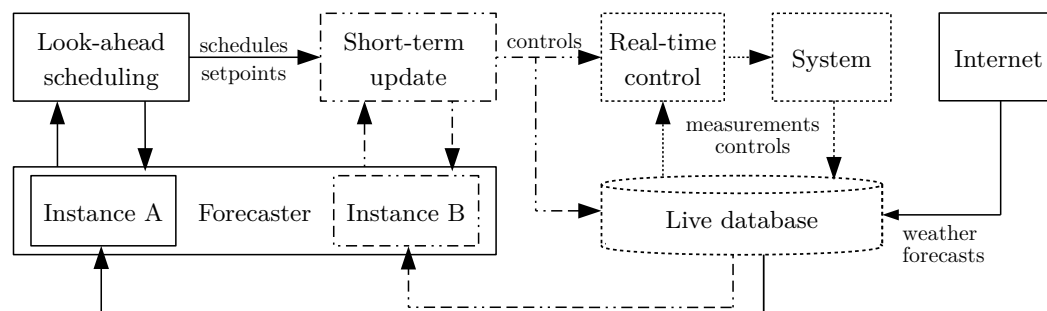 Look-ahead
scheduling
schedules
setpoints
Short-term
update
controls
Real-time
control
System
Internet
measurements
controls
Instance A
Forecaster
Instance B
Live database
weather
forecasts